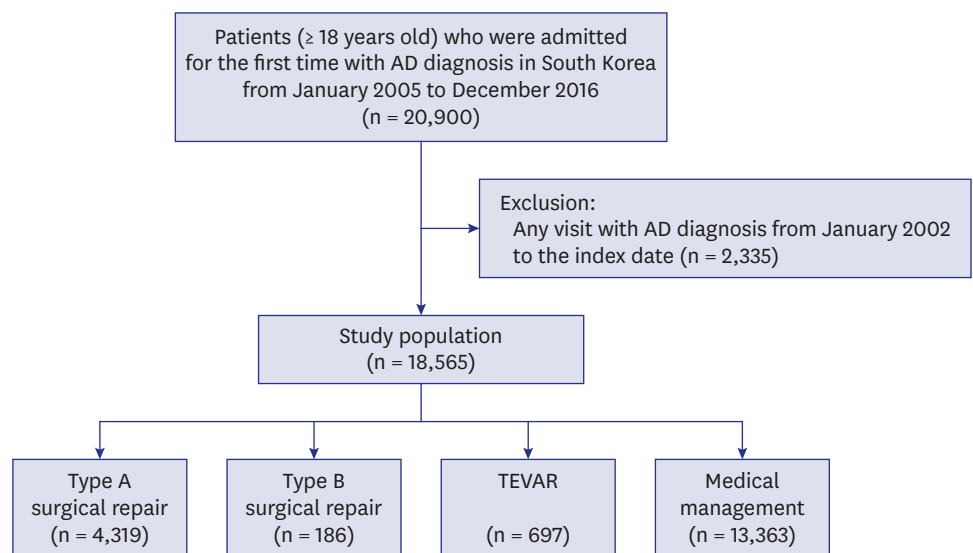 Patients (≥ 18 years old) who were admitted
for the first time with AD diagnosis in South Korea
from January 2005 to December 2016
(n = 20,900)
Exclusion:
Any visit with AD diagnosis from January 2002
to the index date (n = 2,335)
Study population
(n = 18,565)
Type A
surgical repair
(n = 4,319)
Type B
surgical repair
(n = 186)
TEVAR
(n = 697)
Medical
management
(n = 13,363)